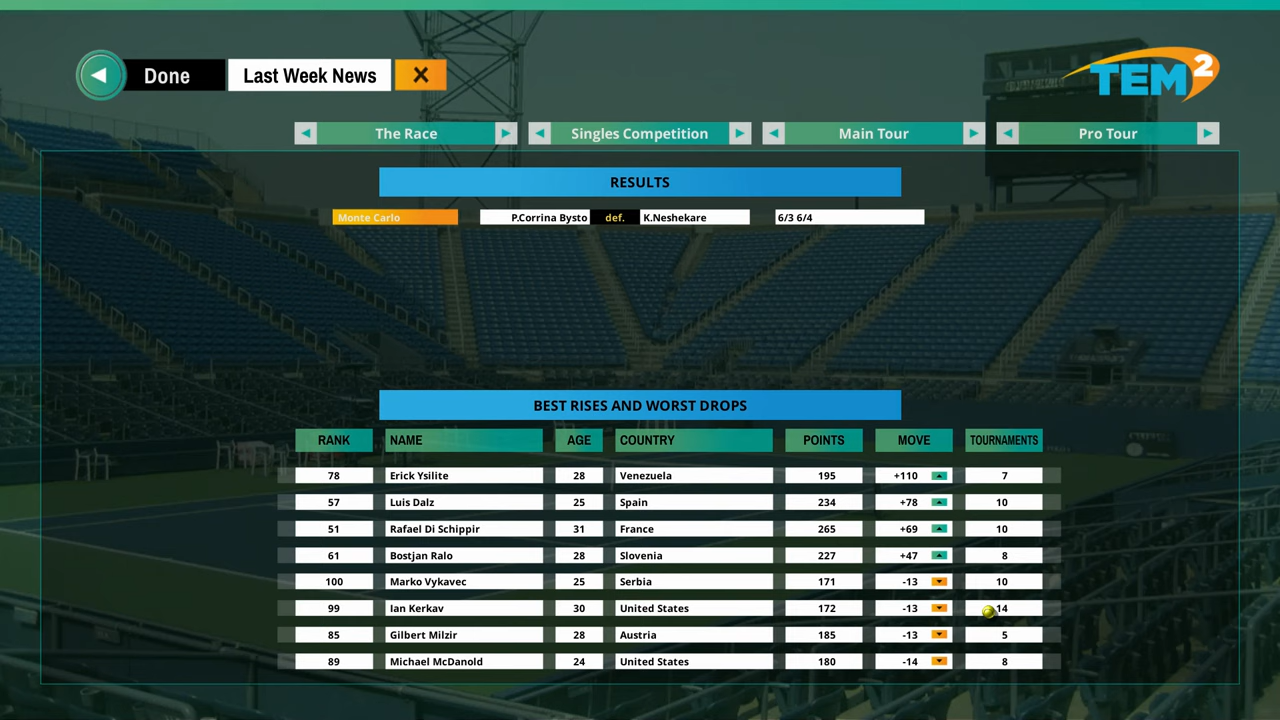 Done
Last Week News
X
TEM2
The Race
Singles Competition
Main Tour
Pro Tour
RESULTS
Monte Carlo P.Corrina Bysto def. K.Neshekare 6/3 6/4
BEST RISES AND WORST DROPS
RANK NAME AGE COUNTRY POINTS MOVE TOURNAMENTS
78 Erick Ysilite 28 Venezuela 195 +110 7
57 Luis Dalz 25 Spain 234 +78 10
51 Rafael Di Schippir 31 France 265 +69 10
61 Bostjan Ralo 28 Slovenia 227 +47 8
100 Marko Vykavec 25 Serbia 171 -13 10
99 Ian Kerkav 30 United States 172 -13 14
85 Gilbert Milzir 28 Austria 185 -13 5
89 Michael McDanold 24 United States 180 -14 8